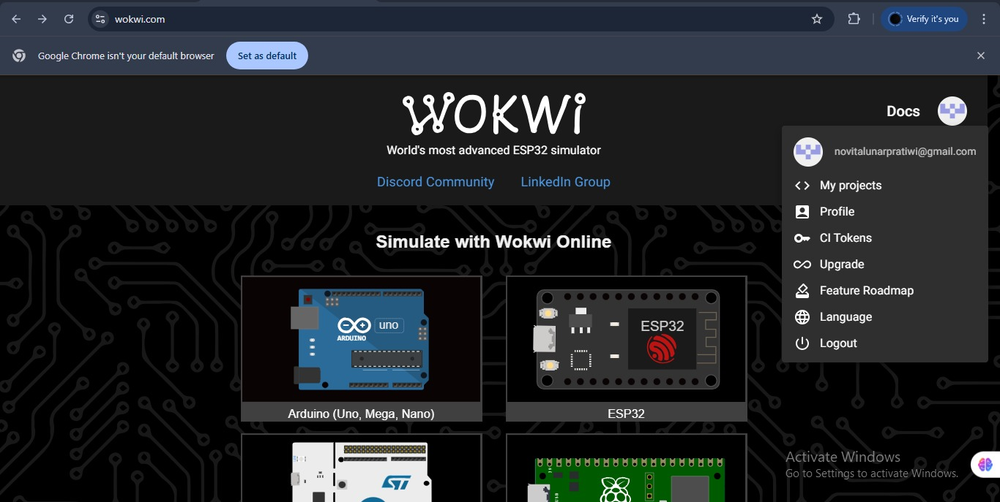 wokwi.com
Verify it's you
Google Chrome isn't your default browser
Set as default
WOKWi
World's most advanced ESP32 simulator
Docs
novitalunarpratiwi@gmail.com
Discord Community
LinkedIn Group
My projects
Profile
CI Tokens
Upgrade
Feature Roadmap
Language
Logout
Simulate with Wokwi Online
uno
ARDUINO
ESP32
Arduino (Uno, Mega, Nano)
ESP32
ST
Activate Windows
Go to Settings to activate Windows.